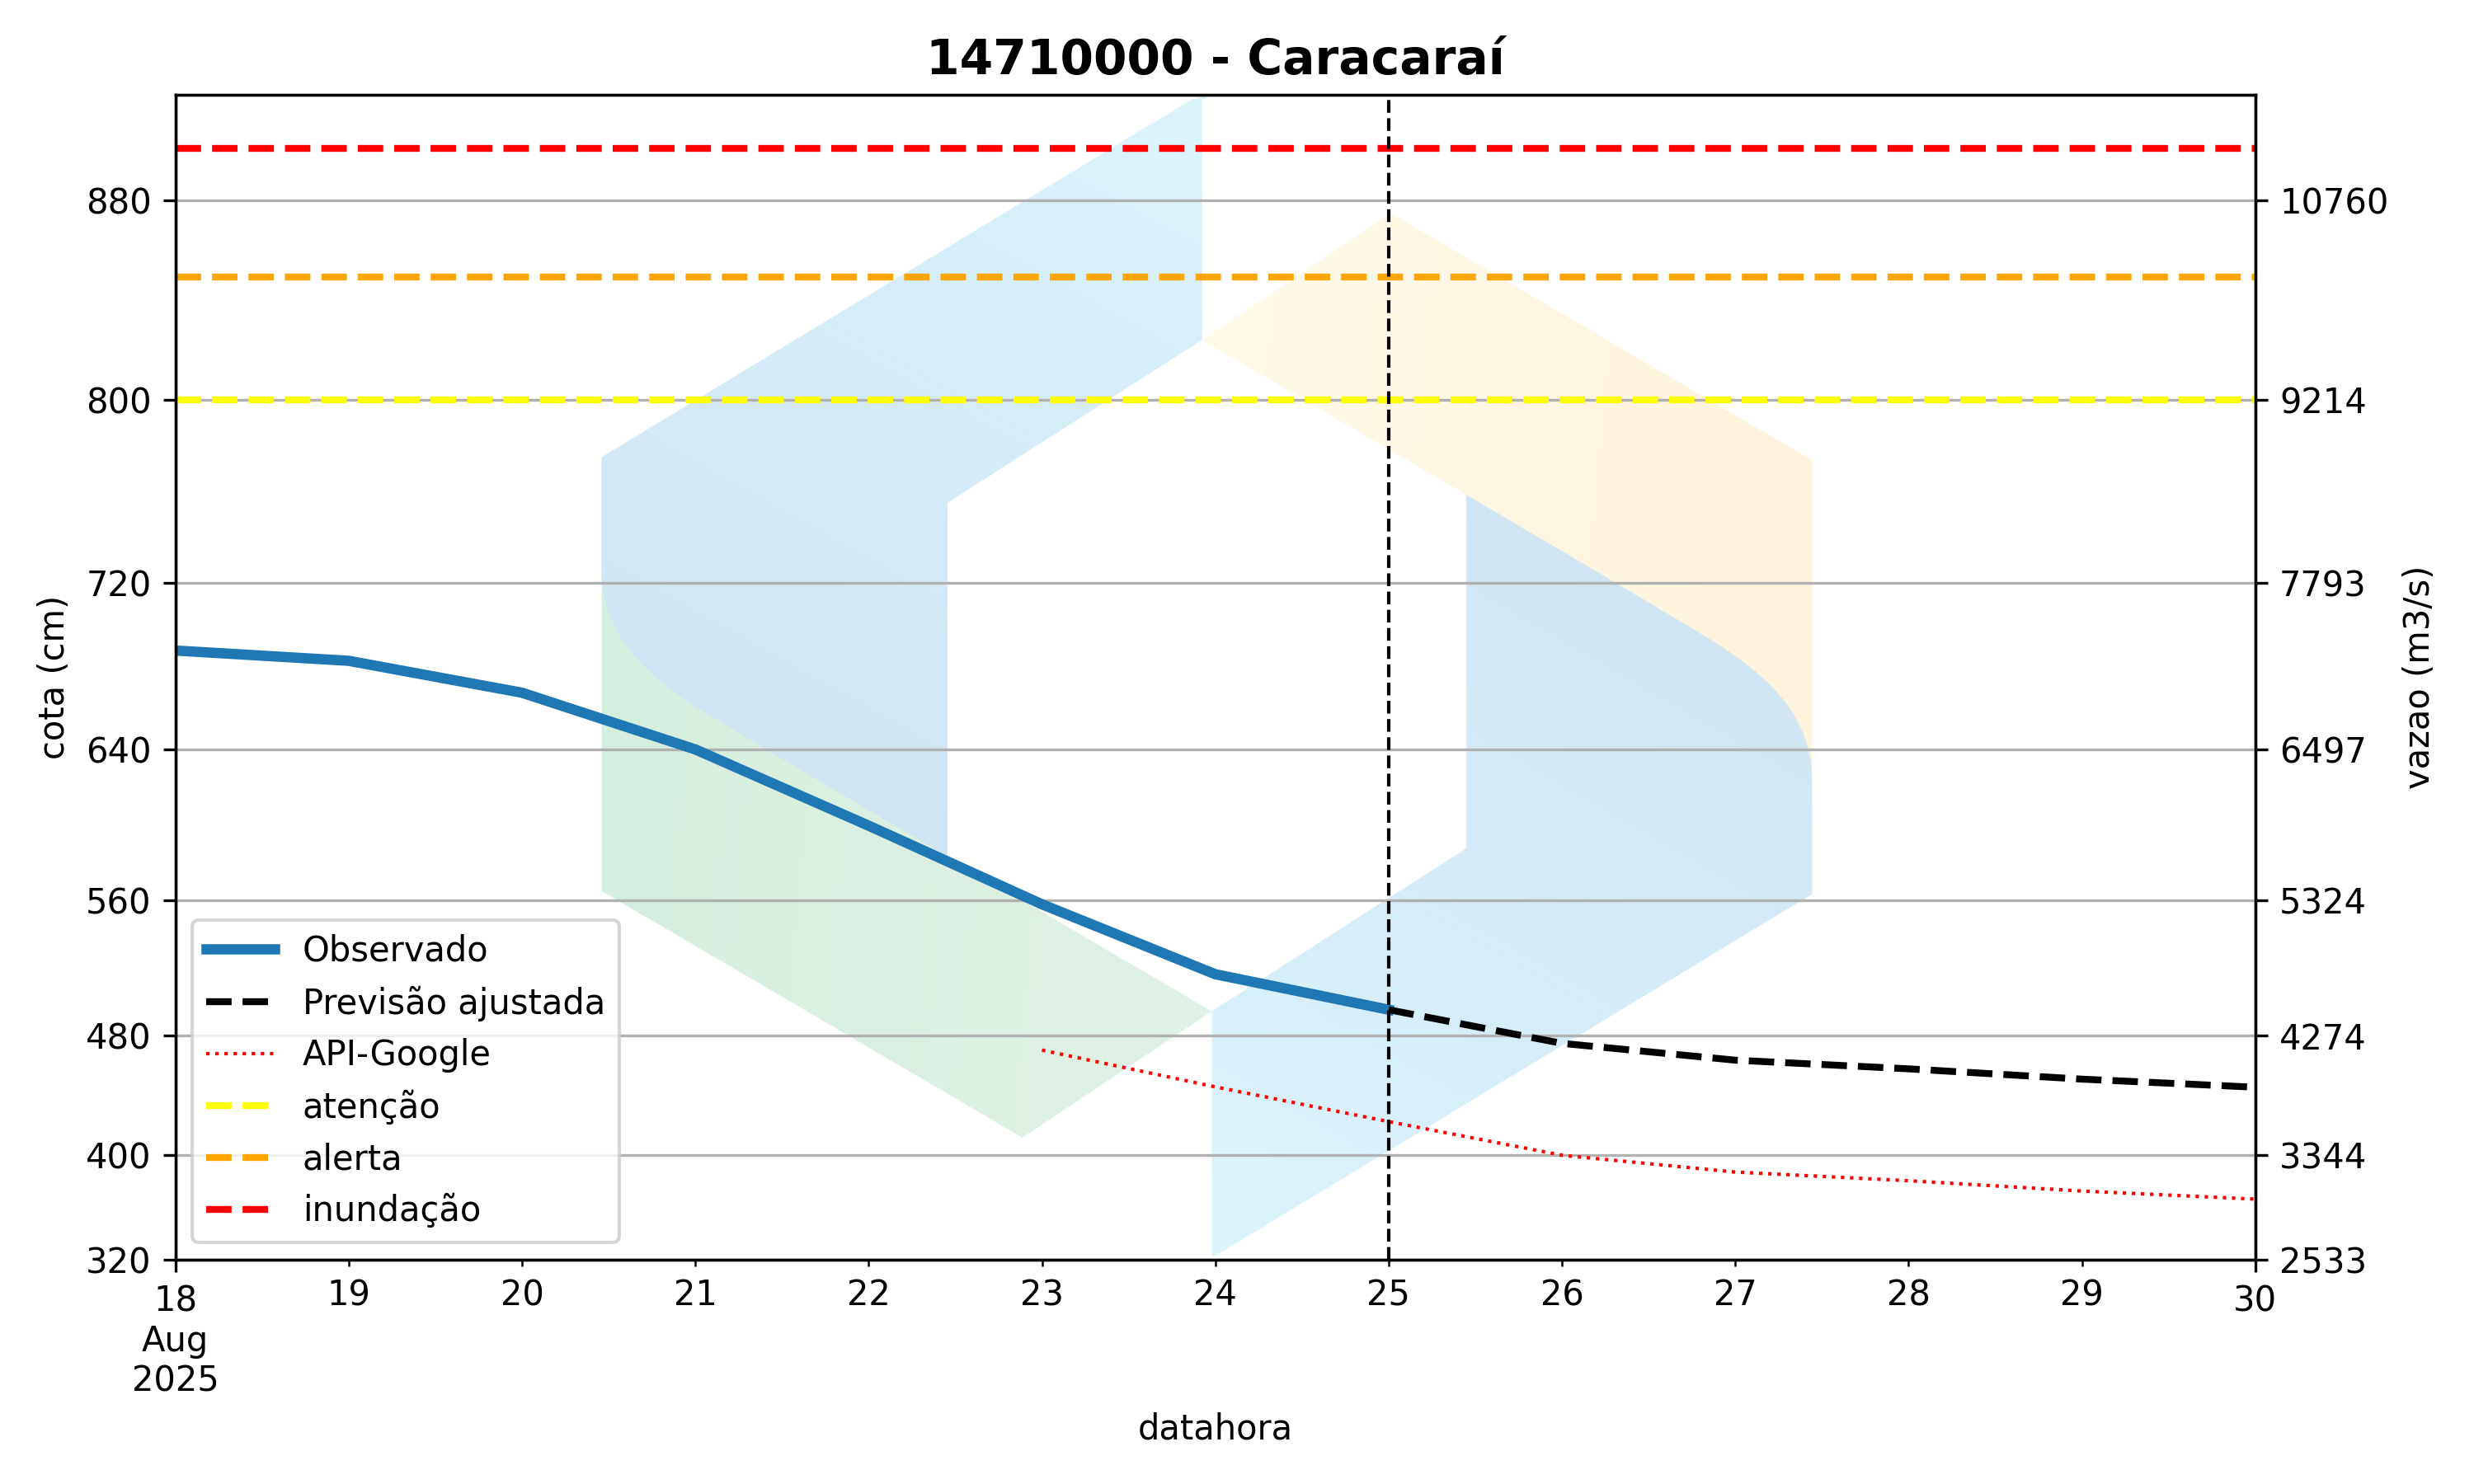 14710000 - Caracaraí
880
800
720
640
560
480
400
320
cota (cm)
10760
9214
7793
6497
5324
4274
3344
2533
vazao (m3/s)
Observado
Previsão ajustada
API-Google
atenção
alerta
inundação
18 19 20 21 22 23 24 25 26 27 28 29 30
Aug
2025
datahora